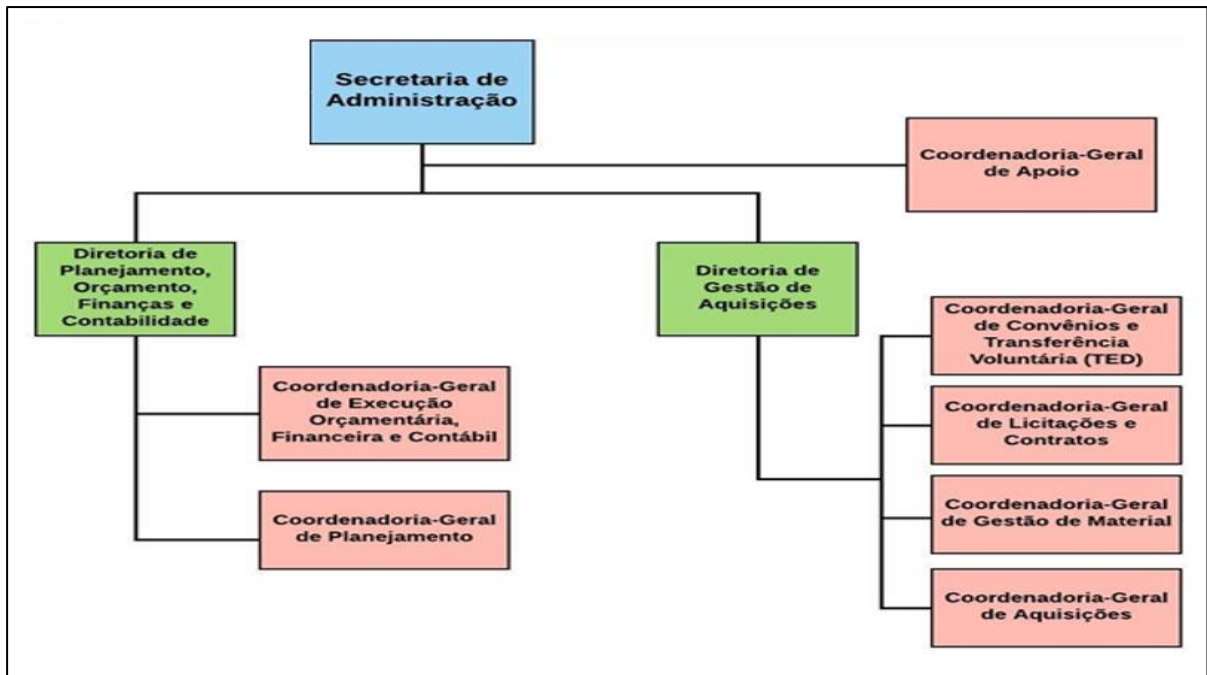 Secretaria de
Administração
Coordenadoria-Geral
de Apoio
Diretoria de
Planejamento,
Orçamento,
Finanças e
Contabilidade
Diretoria de
Gestão de
Aquisições
Coordenadoria-Geral
de Execução
Orçamentária,
Financeira e Contábil
Coordenadoria-Geral
de Planejamento
Coordenadoria-Geral
de Convênios e
Transferência
Voluntária (TED)
Coordenadoria-Geral
de Licitações e
Contratos
Coordenadoria-Geral
de Gestão de Material
Coordenadoria-Geral
de Aquisições